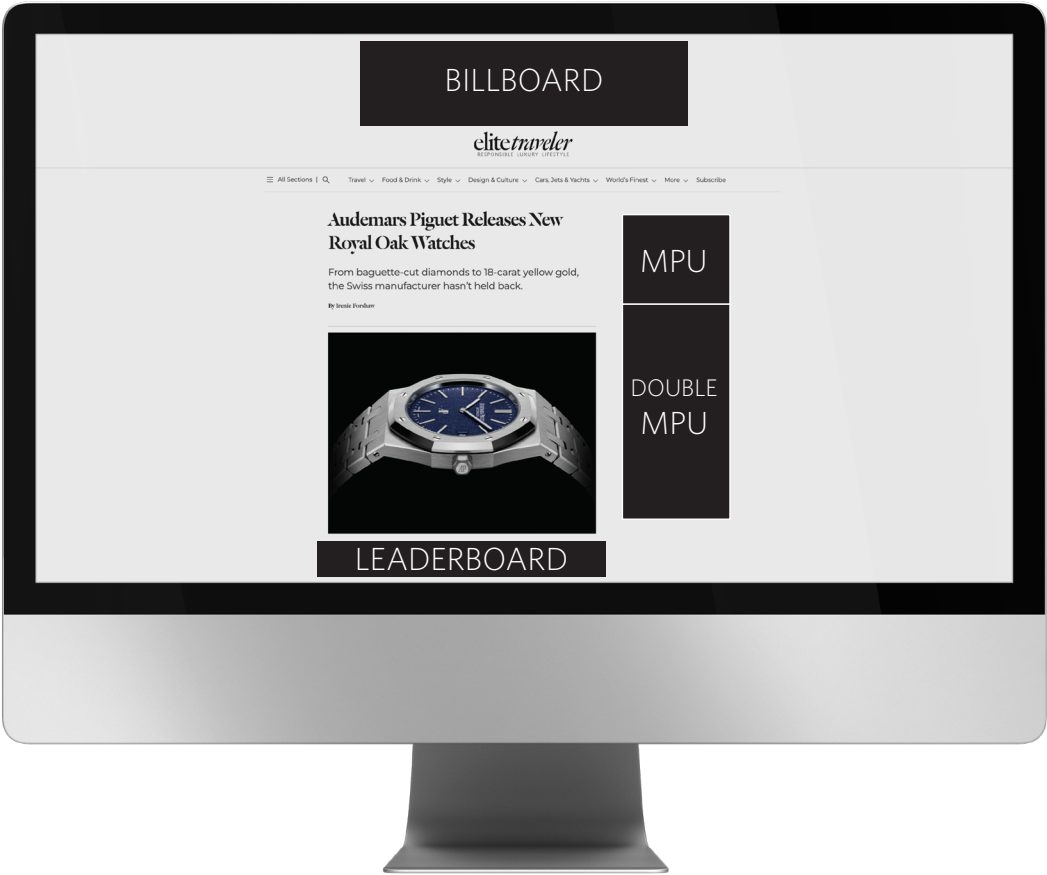 BILLBOARD
elite traveler
RESPONSIBLE LUXURY LIFESTYLE
All Sections | Travel Food & Drink Style Design & Culture Cars, Jets & Yachts World's Finest More Subscribe
Audemars Piguet Releases New
Royal Oak Watches
From baguette-cut diamonds to 18-carat yellow gold,
the Swiss manufacturer hasn't held back.
By Irenie Forshaw
MPU
DOUBLE
MPU
LEADERBOARD